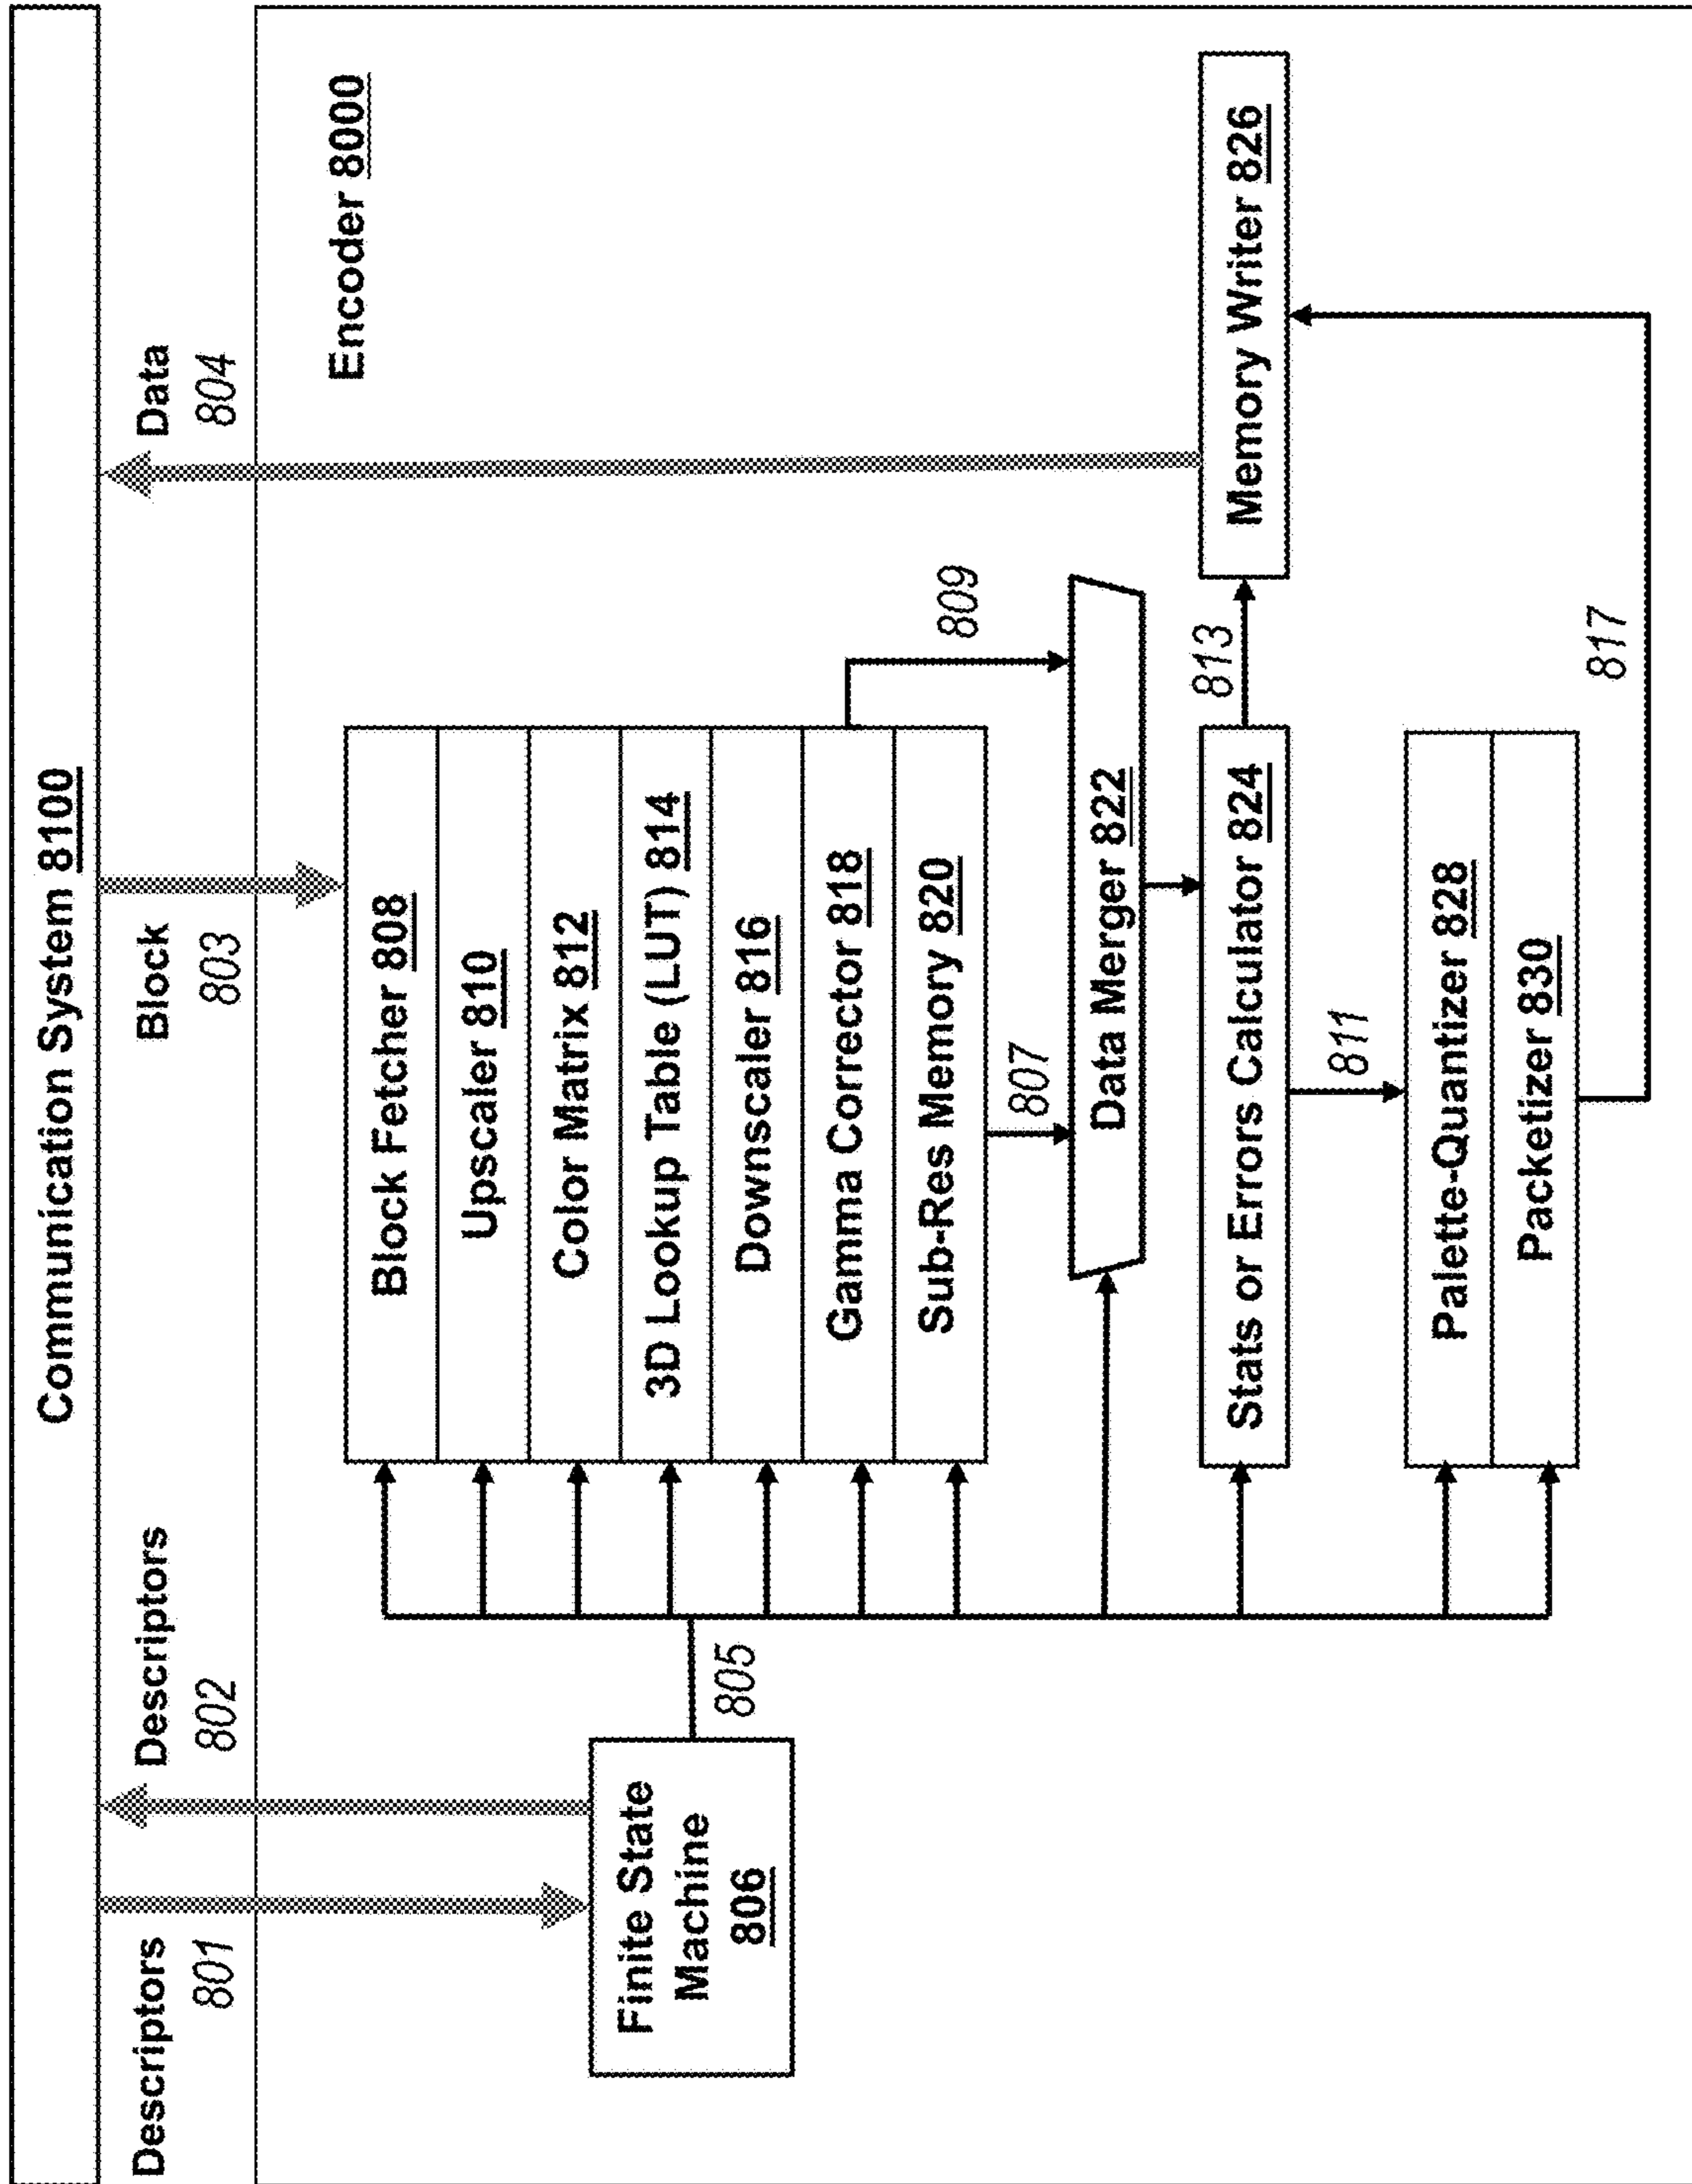 Communication System 8100
Descriptors
801
Descriptors
802
Block
803
Data
804
Encoder 8000
Finite State
Machine
806
805
Block Fetcher 808
Upscaler 810
Color Matrix 812
3D Lookup Table (LUT) 814
Downscaler 816
Gamma Corrector 818
Sub-Res Memory 820
807
809
Data Merger 822
Stats or Errors Calculator 824
813
Memory Writer 826
811
Palette-Quantizer 828
Packetizer 830
817